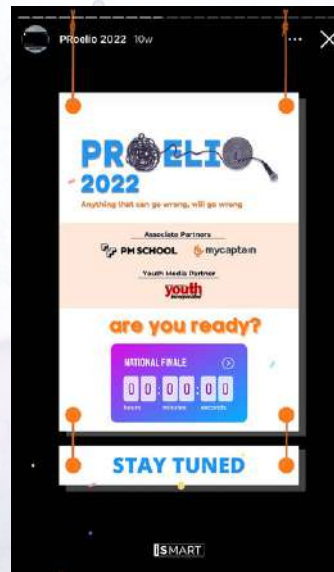 PRoelio 2022 10w
PROELIO
2022
Anything that can go wrong, will go wrong
Associate Partners
PM SCHOOL mycaptain
Youth Media Partner
youth
are you ready?
NATIONAL FINALE
00:00:00
hours minutes seconds
STAY TUNED
iSMART